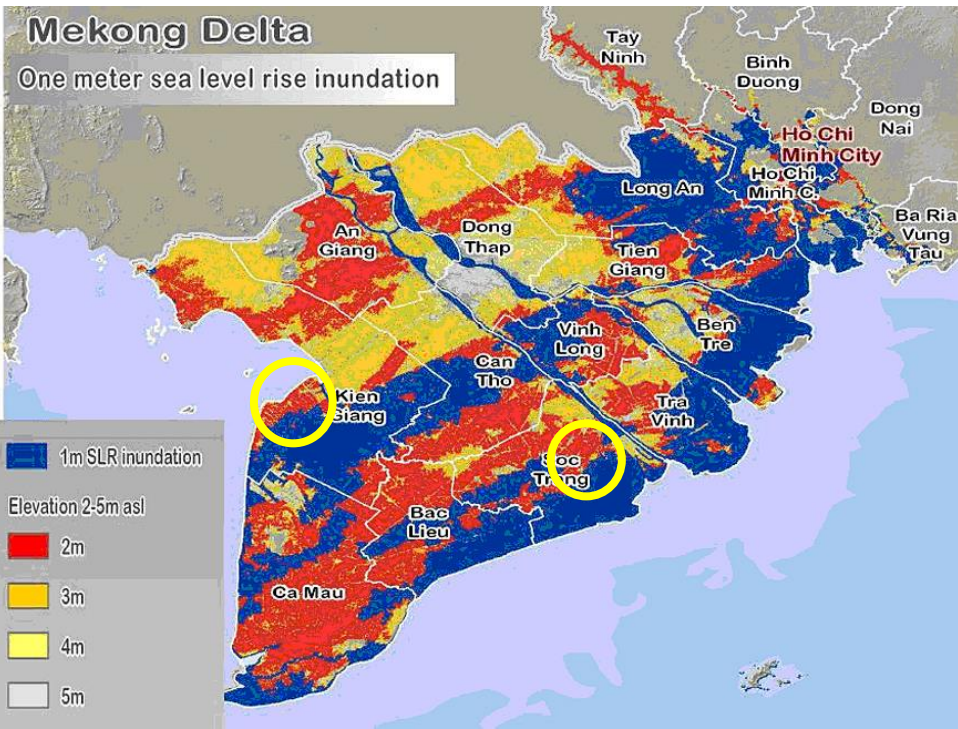 Mekong Delta
One meter sea level rise inundation
Tay
Ninh
Binh
Duong
Dong
Nai
Ho Chi
Minh City
Ho Chi
Minh C.
Long An
Ba Ria
Vung
Tau
An
Giang
Dong
Thap
Tien
Giang
Ben
Tre
Vinh
Long
Can
Tho
Kien
Giang
Tra
Vinh
Soc
Trang
Bac
Lieu
Ca Mau
1m SLR inundation
Elevation 2-5m asl
2m
3m
4m
5m